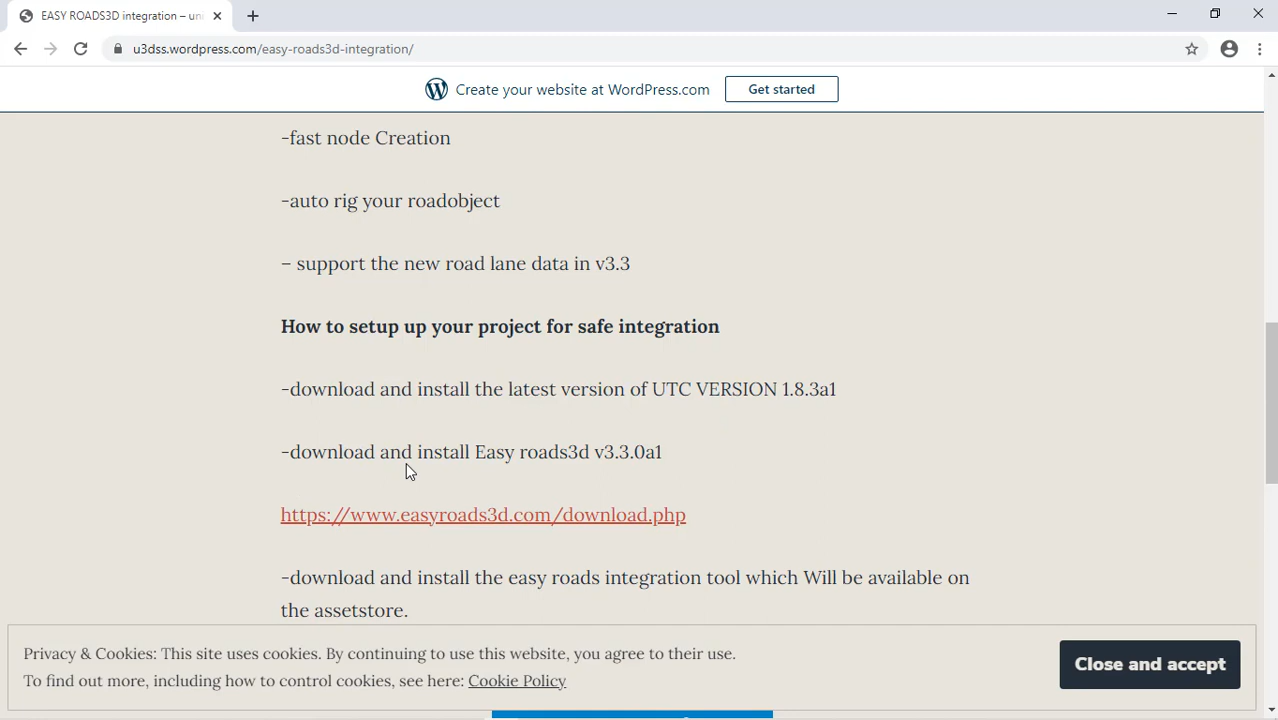 EASY ROADS3D integration – un
u3dss.wordpress.com/easy-roads3d-integration/
Create your website at WordPress.com
Get started
-fast node Creation
-auto rig your roadobject
– support the new road lane data in v3.3
How to setup up your project for safe integration
-download and install the latest version of UTC VERSION 1.8.3a1
-download and install Easy roads3d v3.3.0a1
https://www.easyroads3d.com/download.php
-download and install the easy roads integration tool which Will be available on
the assetstore.
Privacy & Cookies: This site uses cookies. By continuing to use this website, you agree to their use.
To find out more, including how to control cookies, see here: Cookie Policy
Close and accept